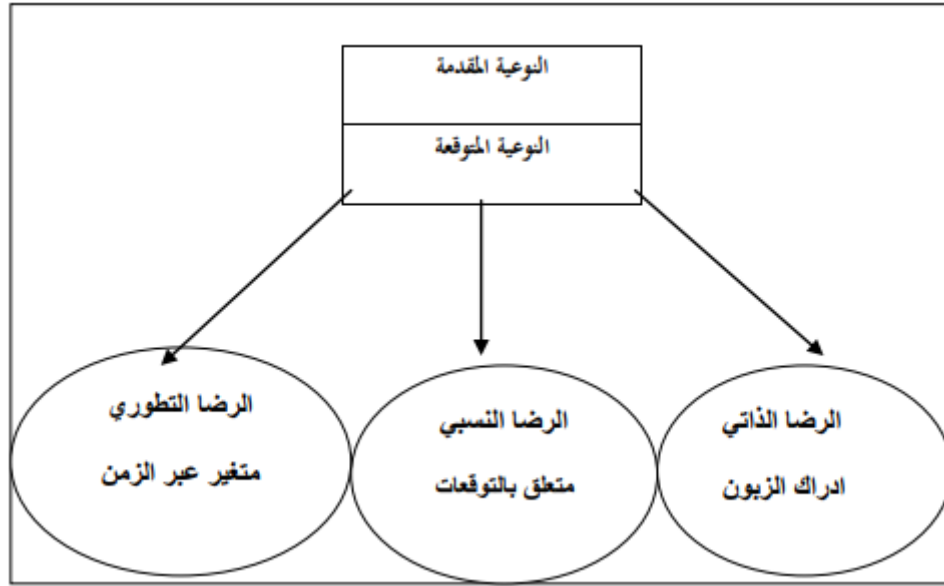 النوعية المقدمة
النوعية المتوقعة
الرضا الذاتي
ادراك الزبون
الرضا النسبي
متعلق بالتوقعات
الرضا التطوري
متغير عبر الزمن